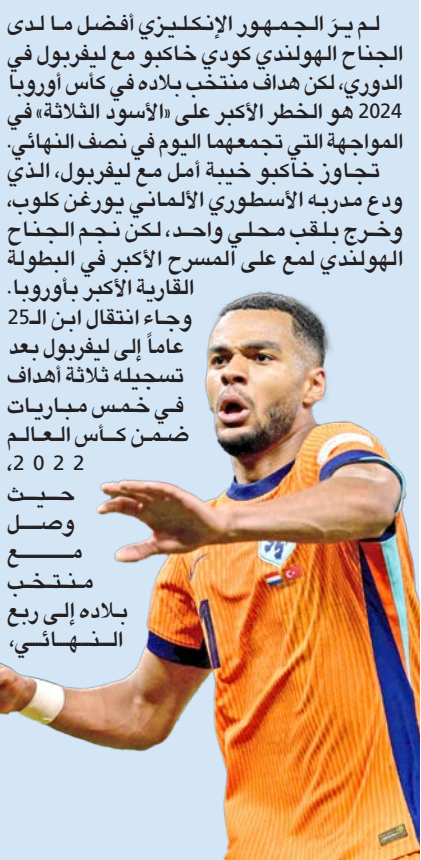 لم يرَ الجمهور الإنكليزي أفضل ما لدى
الجناح الهولندي كودي خاكبو مع ليفربول في
الدوري، لكن هداف منتخب بلاده في كأس أوروبا
2024 هو الخطر الأكبر على «الأسود الثلاثة» في
المواجهة التي تجمعهما اليوم في نصف النهائي.
تجاوز خاكبو خيبة أمل مع ليفربول، الذي
ودع مدربه الأسطوري الألماني يورغن كلوب،
وخرج بلقب محلي واحد، لكن نجم الجناح
الهولندي لمع على المسرح الأكبر في البطولة
القارية الأكبر بأوروبا.
وجاء انتقال ابن الـ25
عاماً إلى ليفربول بعد
تسجيله ثلاثة أهداف
في خمس مباريات
ضمن كأس العالم
2022،
حيث
وصل
مع
منتخب
بلاده إلى ربع
النهائي،